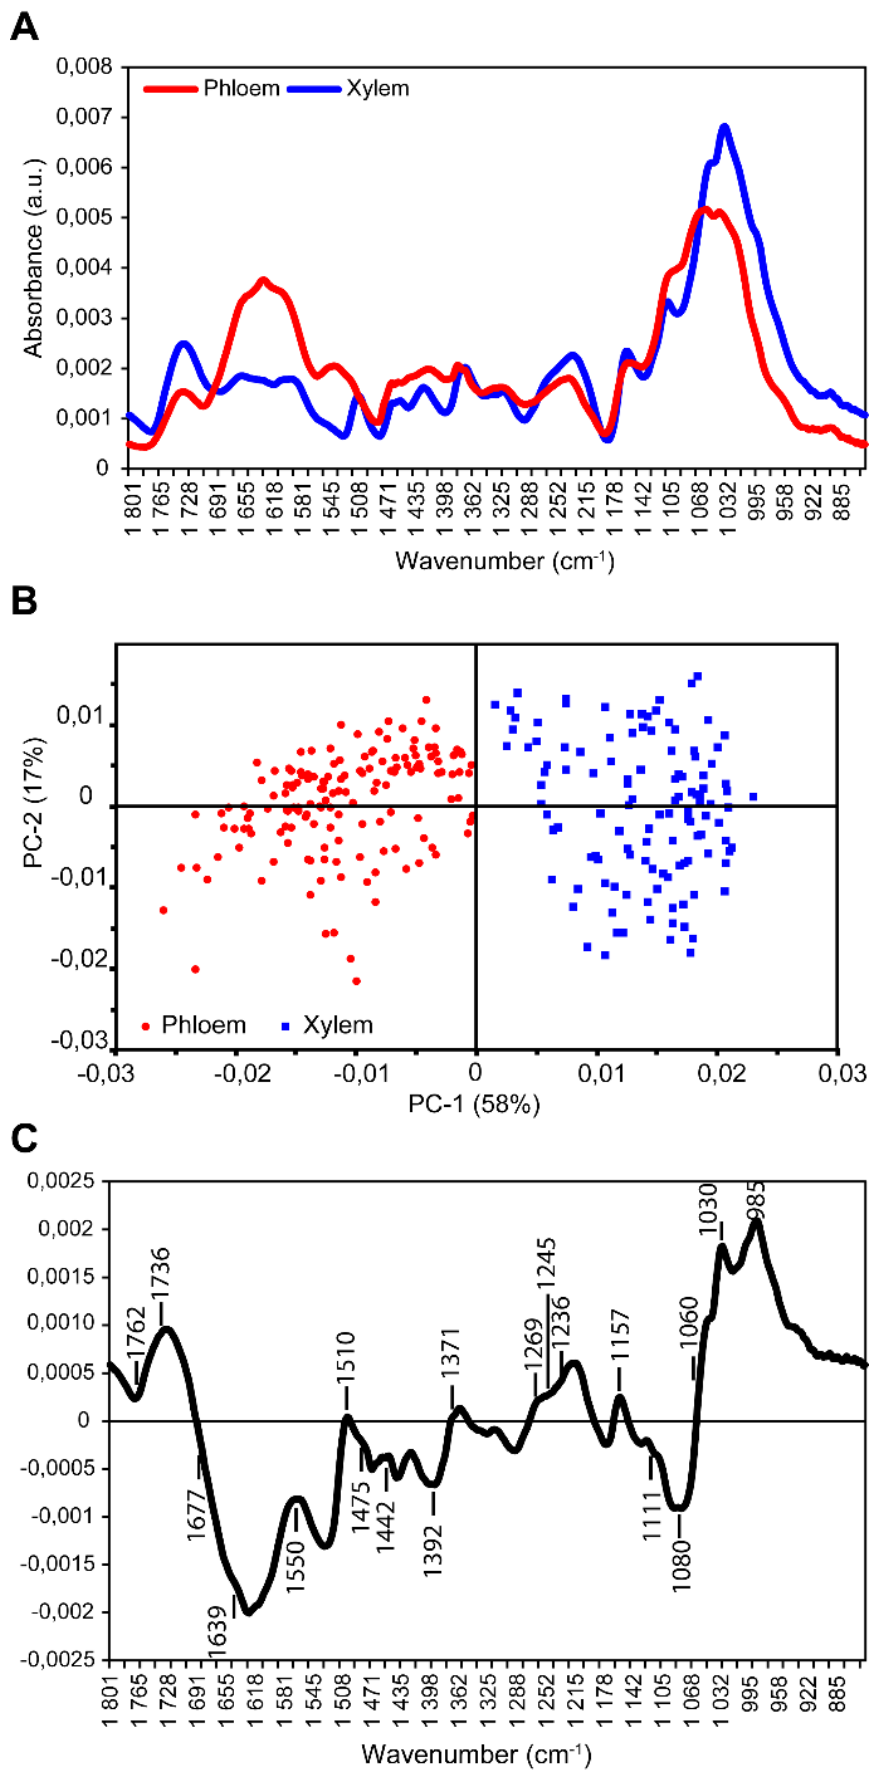 A
0,008
0,007
0,006
0,005
0,004
0,003
0,002
0,001
0
Absorbance (a.u.)
Phloem Xylem
1 801 1 765 1 728 1 691 1 655 1 618 1 581 1 545 1 508 1 471 1 435 1 398 1 362 1 325 1 288 1 252 1 215 1 178 1 142 1 105 1 068 1 032 995 958 922 885
Wavenumber (cm-1)
B
0,01
0
-0,01
-0,02
-0,03
PC-2 (17%)
Phloem Xylem
-0,03 -0,02 -0,01 0 0,01 0,02 0,03
PC-1 (58%)
C
0,0025
0,002
0,0015
0,0010
0,0005
0
-0,0005
-0,001
-0,0015
-0,002
-0,0025
1762 1736 1677 1639 1550 1510 1475 1442 1392 1371 1269 1245 1236 1157 1111 1080 1060 1030 985
1 801 1 765 1 728 1 691 1 655 1 618 1 581 1 545 1 508 1 471 1 435 1 398 1 362 1 325 1 288 1 252 1 215 1 178 1 142 1 105 1 068 1 032 995 958 922 885
Wavenumber (cm-1)